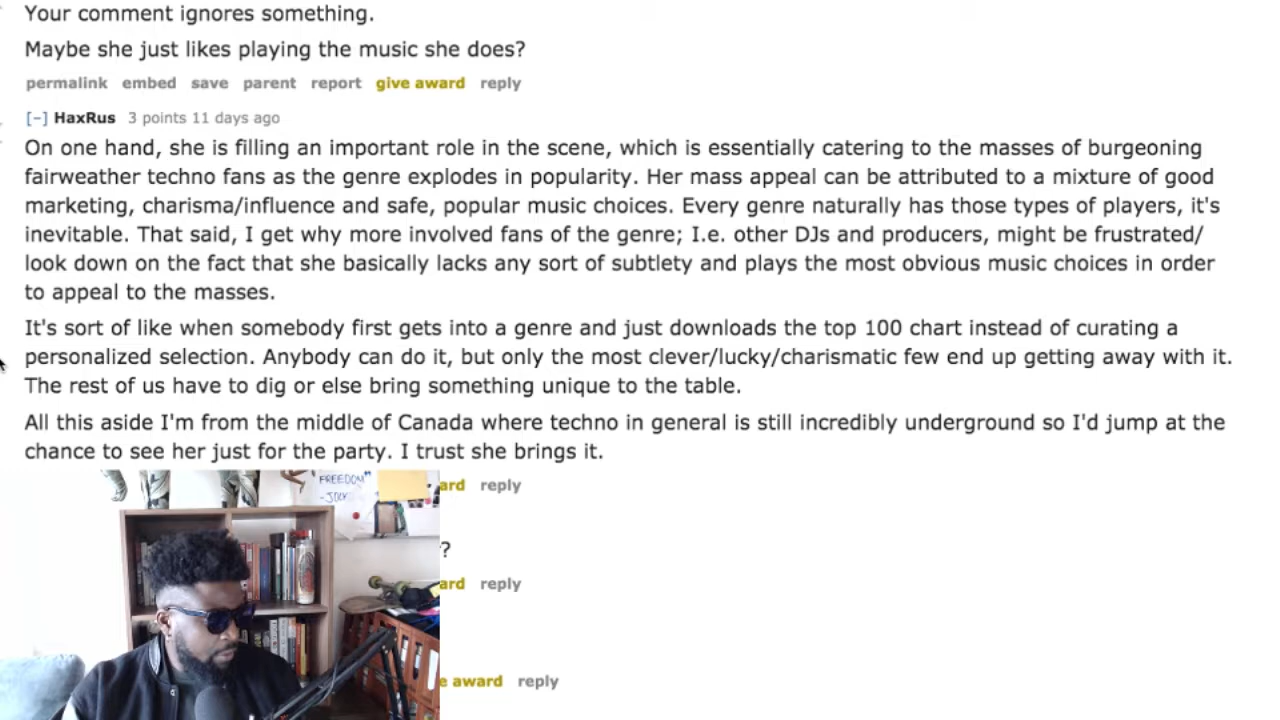 Your comment ignores something.
Maybe she just likes playing the music she does?
permalink embed save parent report give award reply
[-] HaxRus 3 points 11 days ago
On one hand, she is filling an important role in the scene, which is essentially catering to the masses of burgeoning
fairweather techno fans as the genre explodes in popularity. Her mass appeal can be attributed to a mixture of good
marketing, charisma/influence and safe, popular music choices. Every genre naturally has those types of players, it's
inevitable. That said, I get why more involved fans of the genre; I.e. other DJs and producers, might be frustrated/
look down on the fact that she basically lacks any sort of subtlety and plays the most obvious music choices in order
to appeal to the masses.
It's sort of like when somebody first gets into a genre and just downloads the top 100 chart instead of curating a
personalized selection. Anybody can do it, but only the most clever/lucky/charismatic few end up getting away with it.
The rest of us have to dig or else bring something unique to the table.
All this aside I'm from the middle of Canada where techno in general is still incredibly underground so I'd jump at the
chance to see her just for the party. I trust she brings it.
FREEDOM"
-JOLY
ard reply
?
ard reply
e award reply